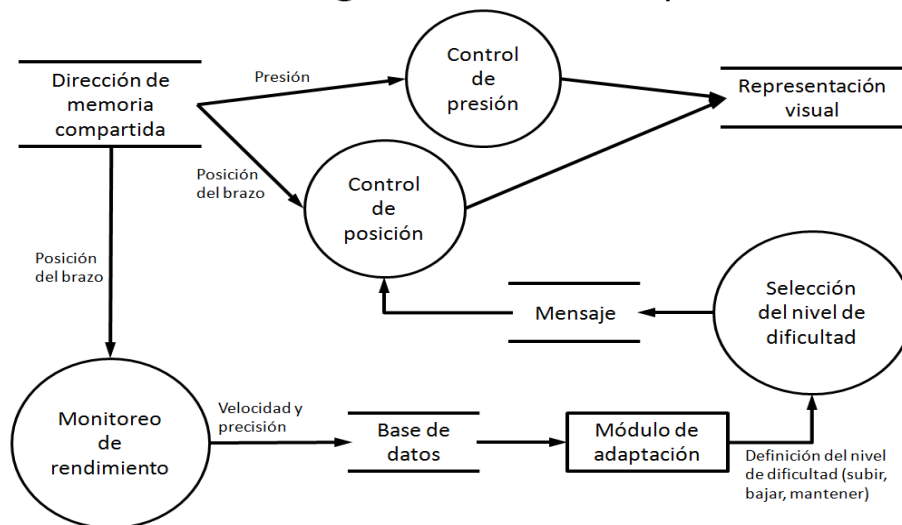 Dirección de
memoria
compartida
Presión
Control
de
presión
Representación
visual
Posición
del brazo
Control
de
posición
Posición
del brazo
Mensaje
Selección
del nivel de
dificultad
Monitoreo
de
rendimiento
Velocidad y
precisión
Base de
datos
Módulo de
adaptación
Definición del nivel
de dificultad (subir,
bajar, mantener)